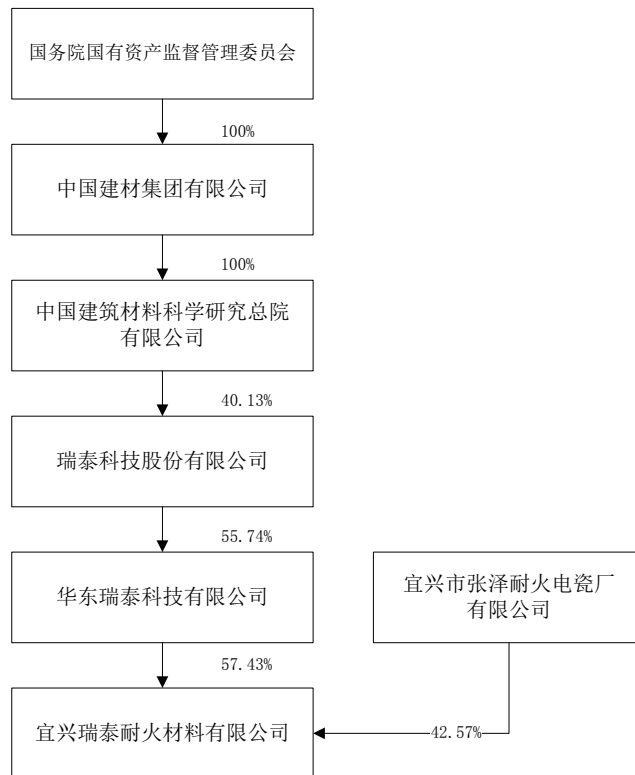 国务院国有资产监督管理委员会
100%
中国建材集团有限公司
100%
中国建筑材料科学研究总院
有限公司
40.13%
瑞泰科技股份有限公司
55.74%
华东瑞泰科技有限公司
宜兴市张泽耐火电瓷厂
有限公司
57.43%
宜兴瑞泰耐火材料有限公司
42.57%